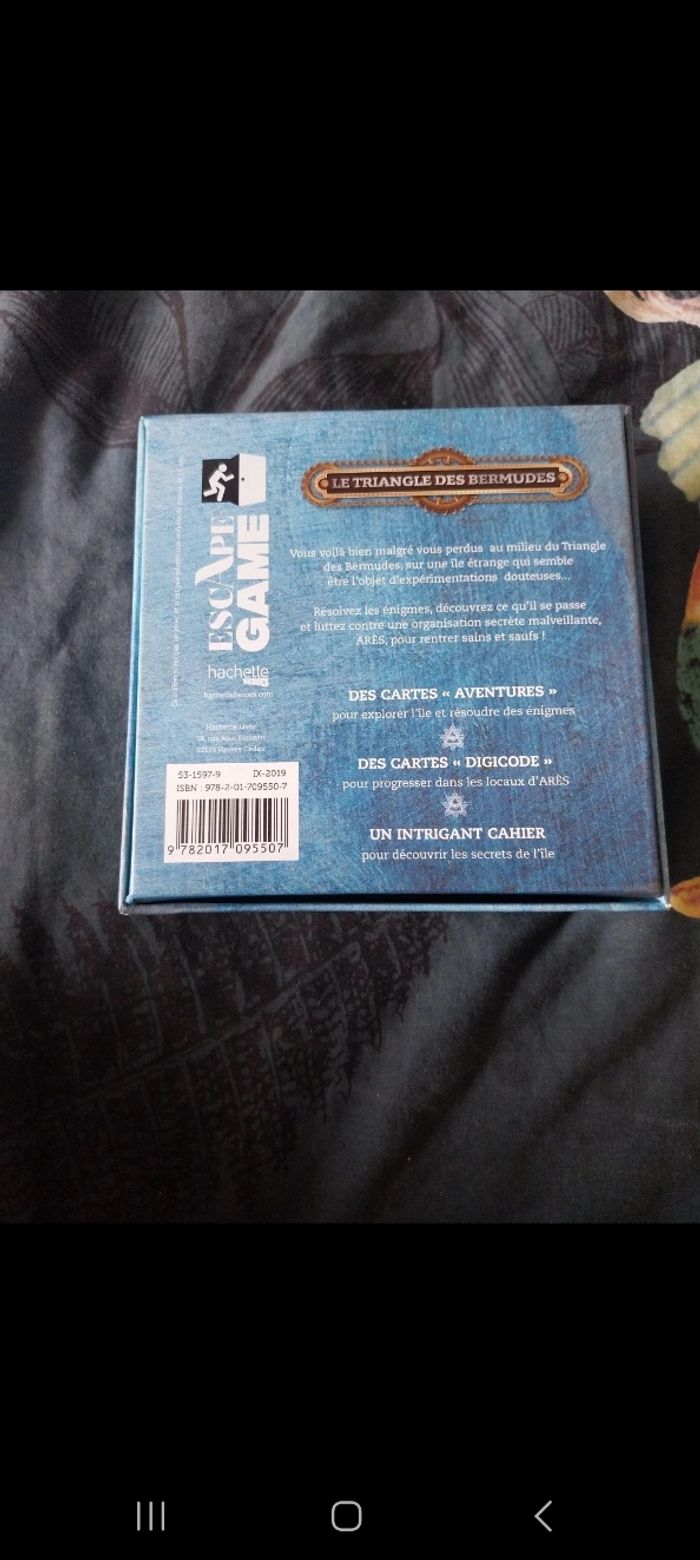 LE TRIANGLE DES BERMUDES
Vous voilà bien malgré vous perdus au milieu du Triangle
des Bermudes, sur une île étrange qui semble
être l'objet d'expérimentations douteuses...
Résolvez les énigmes, découvrez ce qu'il se passe
et luttez contre une organisation secrète malveillante,
ARÈS, pour rentrer sains et saufs !
DES CARTES « AVENTURES »
pour explorer l'île et résoudre des énigmes
DES CARTES « DIGICODE »
pour progresser dans les locaux d'ARÈS
UN INTRIGANT CAHIER
pour découvrir les secrets de l'île
ESCAPE
GAME
hachette
Hachette Livre
53-1597-9 IX-2019
ISBN : 978-2-01-709550-7
9 782017 095507